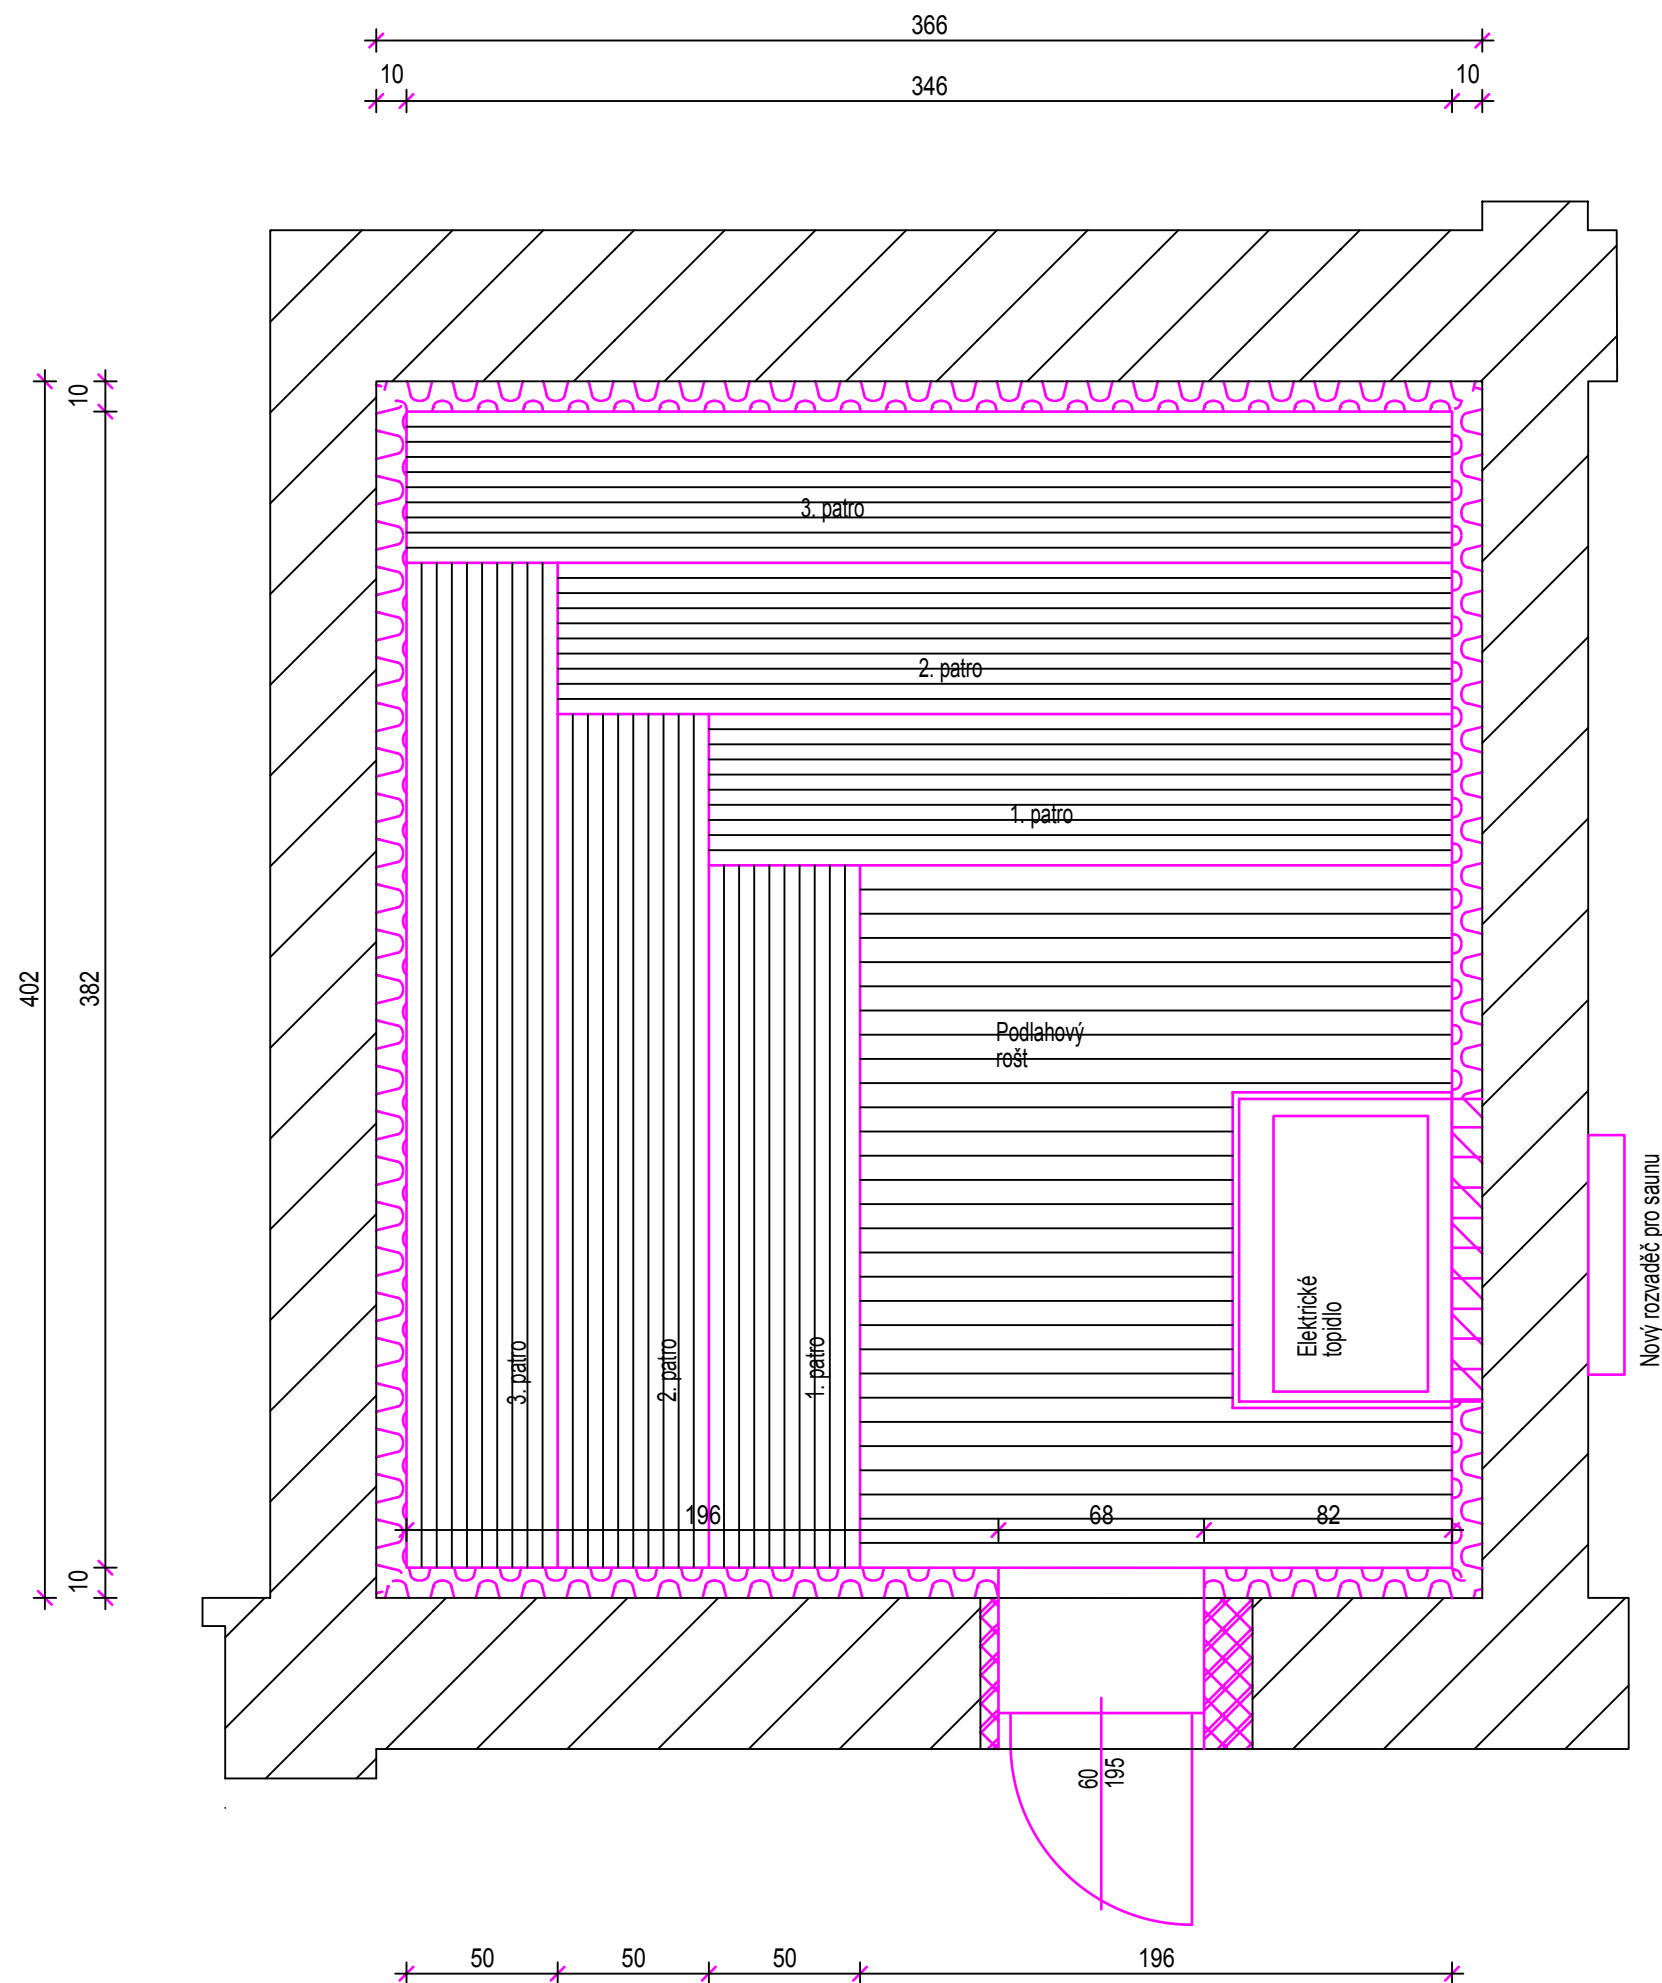 366
10
346
10
10
402
382
10
3. patro
2. patro
1. patro
Podlahový
rošt
Elektrické
topidlo
Nový rozvaděč pro saunu
3. patro
2. patro
1. patro
196
68
82
60
195
50
50
50
196